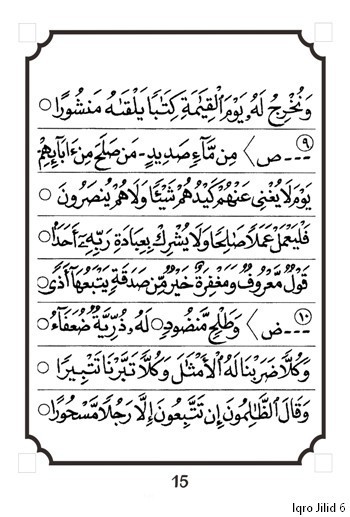 وَنُخْرِجُ لَهُۥ يَوْمَ ٱلْقِيَٰمَةِ كِتَٰبًا يَلْقَىٰهُ مَنشُورًا ○
٩ --- ص ⟩ مِن مَّآءٍ صَدِيدٍ - مَن صَلَحَ مِنْ ءَابَآئِهِمْ
يَوْمَ لَا يُغْنِى عَنْهُمْ كَيْدُهُمْ شَيْـًٔا وَلَا هُمْ يُنصَرُونَ ○
فَلْيَعْمَلْ عَمَلًا صَٰلِحًا وَلَا يُشْرِكْ بِعِبَادَةِ رَبِّهِۦٓ أَحَدًا ○
قَوْلٌ مَّعْرُوفٌ وَمَغْفِرَةٌ خَيْرٌ مِّن صَدَقَةٍ يَتْبَعُهَآ أَذًى ○
١٠ --- ض ⟩ وَطَلْحٍ مَّنضُودٍ ○ لَهُۥ ذُرِّيَّةٌ ضُعَفَآءُ ○
وَكُلًّا ضَرَبْنَا لَهُ ٱلْأَمْثَٰلَ وَكُلًّا تَبَّرْنَا تَتْبِيرًا ○
وَقَالَ ٱلظَّٰلِمُونَ إِن تَتَّبِعُونَ إِلَّا رَجُلًا مَّسْحُورًا ○
15
Iqro Jilid 6